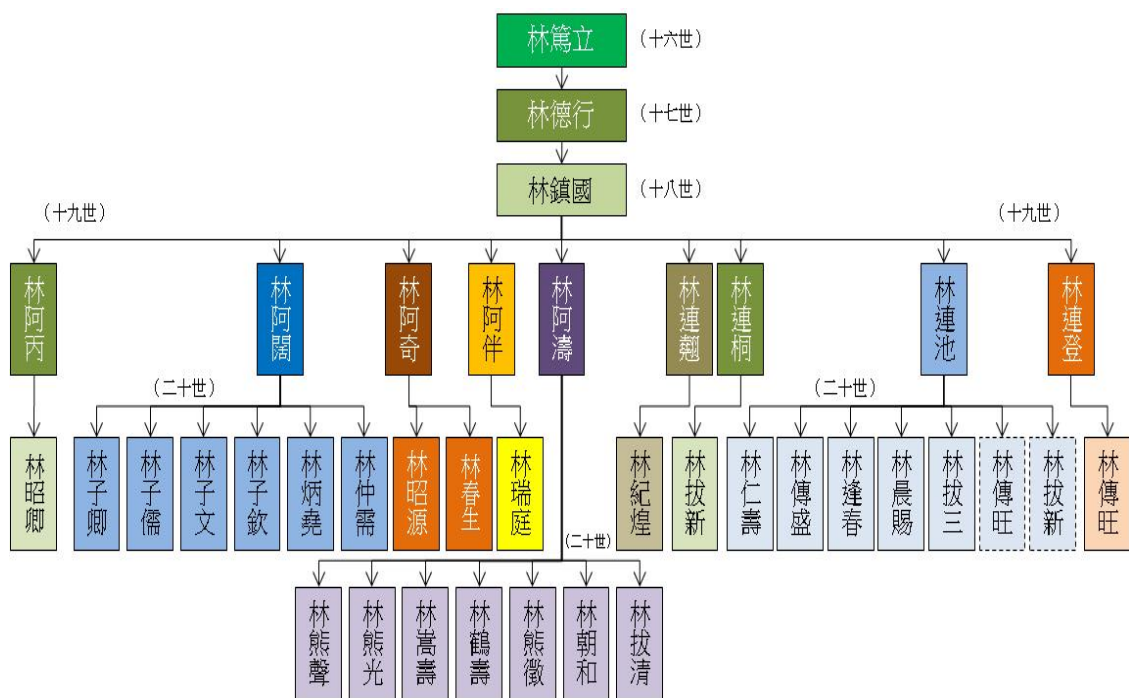 林篤立
(十六世)
林德行
(十七世)
林鎮國
(十八世)
(十九世)
(十九世)
林阿丙
林阿闊
林阿奇
林阿伴
林阿濤
林連翹
林連桐
林連池
林連登
(二十世)
(二十世)
林昭卿
林子卿
林子儒
林子文
林子欽
林炳堯
林仲需
林昭源
林春生
林瑞庭
林紀煌
林拔新
林仁壽
林傳盛
林逢春
林晨賜
林拔三
林傳旺
林拔新
林傳旺
(二十世)
林熊聲
林熊光
林嵩壽
林鶴壽
林熊徵
林朝和
林拔清